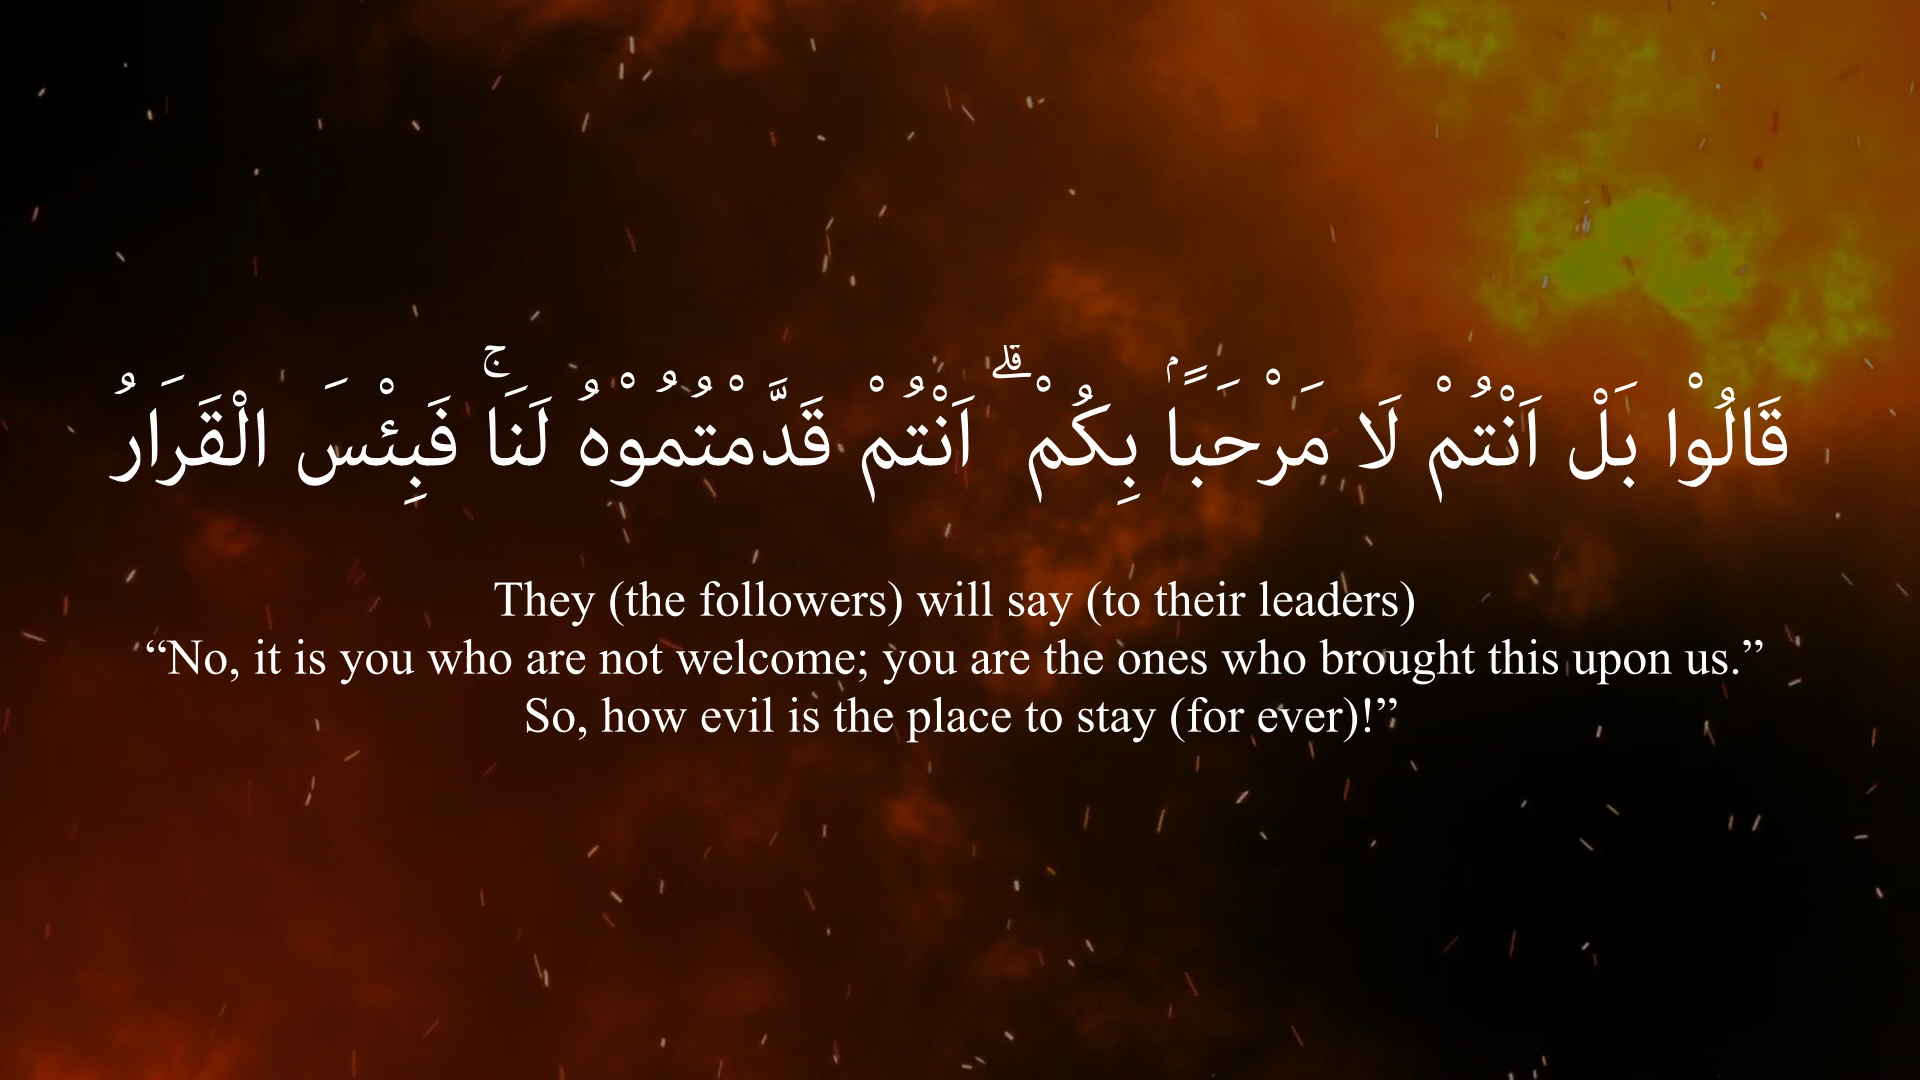 قَالُوْا بَلْ اَنْتُمْ لَا مَرْحَبًاۢ بِكُمْ ۗ اَنْتُمْ قَدَّمْتُمُوْهُ لَنَاۚ فَبِئْسَ الْقَرَارُ
They (the followers) will say (to their leaders)
“No, it is you who are not welcome; you are the ones who brought this upon us.”
So, how evil is the place to stay (for ever)!”